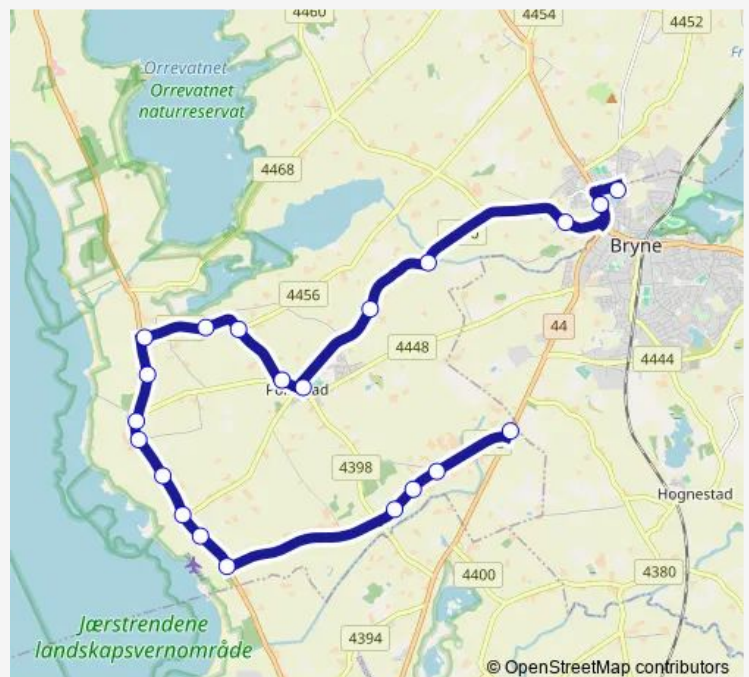 4460
4454
4452
Orrevatnet
Orrevatnet
naturreservat
4468
Bryne
4456
44
4448
4444
4398
Hognestad
4400
4380
Jærstrendene
landskapsvernområde
4394
© OpenStreetMap contributors